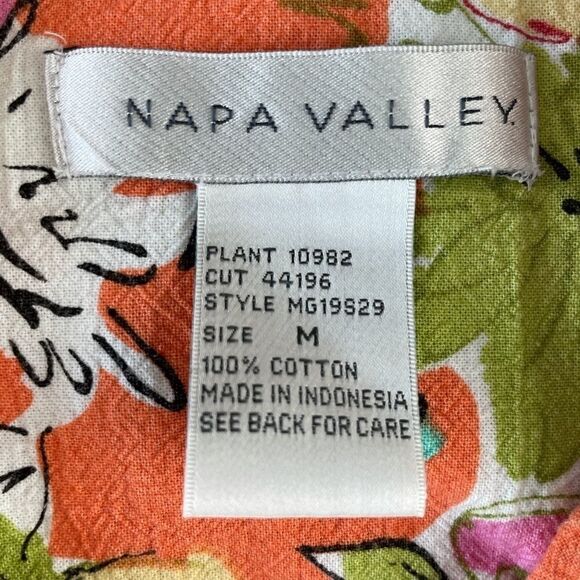 NAPA VALLEY.
PLANT 10982
CUT 44196
STYLE MG19S29
SIZE M
100% COTTON
MADE IN INDONESIA
SEE BACK FOR CARE